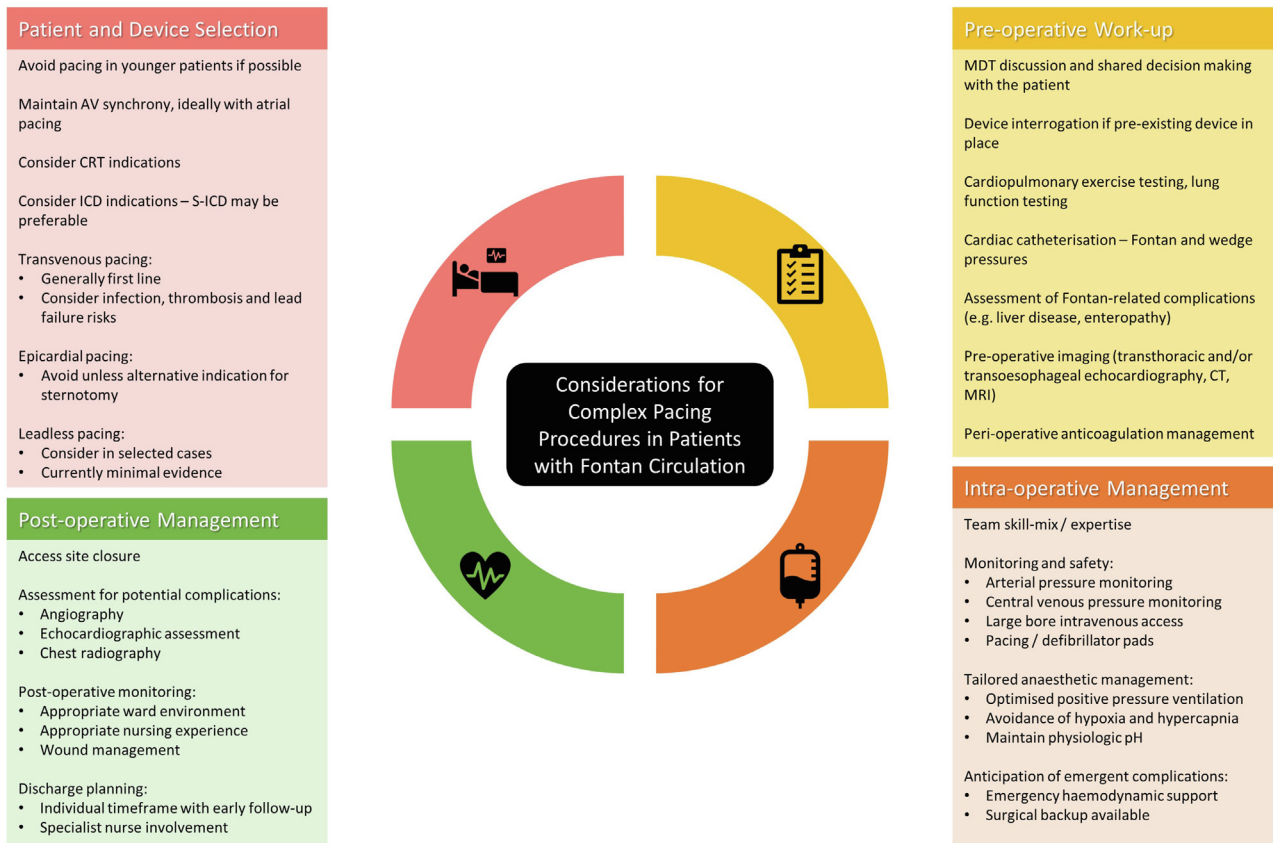 Patient and Device Selection
Avoid pacing in younger patients if possible
Maintain AV synchrony, ideally with atrial
pacing
Consider CRT indications
Consider ICD indications – S-ICD may be
preferable
Transvenous pacing:
• Generally first line
• Consider infection, thrombosis and lead
failure risks
Epicardial pacing:
• Avoid unless alternative indication for
sternotomy
Leadless pacing:
• Consider in selected cases
• Currently minimal evidence
Pre-operative Work-up
MDT discussion and shared decision making
with the patient
Device interrogation if pre-existing device in
place
Cardiopulmonary exercise testing, lung
function testing
Cardiac catheterisation – Fontan and wedge
pressures
Assessment of Fontan-related complications
(e.g. liver disease, enteropathy)
Pre-operative imaging (transthoracic and/or
transoesophageal echocardiography, CT,
MRI)
Peri-operative anticoagulation management
Considerations for
Complex Pacing
Procedures in Patients
with Fontan Circulation
Post-operative Management
Access site closure
Assessment for potential complications:
• Angiography
• Echocardiographic assessment
• Chest radiography
Post-operative monitoring:
• Appropriate ward environment
• Appropriate nursing experience
• Wound management
Discharge planning:
• Individual timeframe with early follow-up
• Specialist nurse involvement
Intra-operative Management
Team skill-mix / expertise
Monitoring and safety:
• Arterial pressure monitoring
• Central venous pressure monitoring
• Large bore intravenous access
• Pacing / defibrillator pads
Tailored anaesthetic management:
• Optimised positive pressure ventilation
• Avoidance of hypoxia and hypercapnia
• Maintain physiologic pH
Anticipation of emergent complications:
• Emergency haemodynamic support
• Surgical backup available